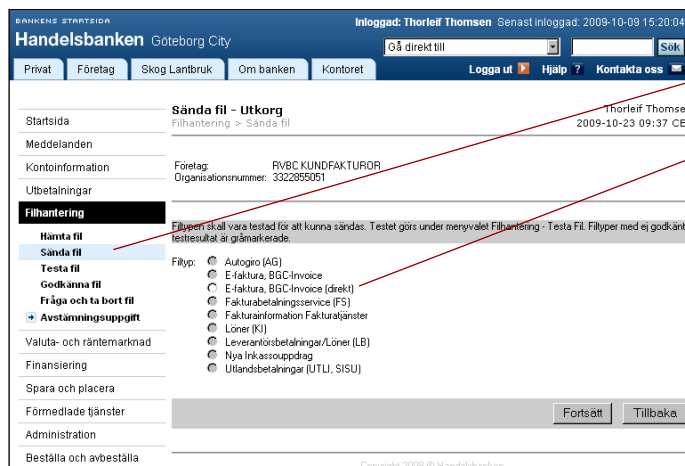 BANKENS STARTSIDA
Inloggad: Thorleif Thomsen Senast inloggad: 2009-10-09 15:20:04
Handelsbanken Göteborg City
Gå direkt till
Sök
Privat Företag Skog Lantbruk Om banken Kontoret
Logga ut Hjälp ? Kontakta oss
Sända fil - Utkorg
Filhantering > Sända fil
Thorleif Thomse
2009-10-23 09:37 CE
Startsida
Meddelanden
Kontoinformation
Utbetalningar
Filhantering
Hämta fil
Sända fil
Testa fil
Godkänna fil
Fråga och ta bort fil
Avstämningsuppgift
Valuta- och räntemarknad
Finansiering
Spara och placera
Förmedlade tjänster
Administration
Beställa och avbeställa
Företag: RVBC KUNDFAKTUROR
Organisationsnummer: 3322855051
Filtypen skall vara testad för att kunna sändas. Testet görs under menyvalet Filhantering - Testa Fil. Filtyper med ej godkänt
testresultat är gråmarkerade.
Filtyp: Autogiro (AG)
E-faktura, BGC-Invoice
E-faktura, BGC-Invoice (direkt)
Fakturabetalningsservice (FS)
Fakturainformation Fakturatjänster
Löner (KI)
Leverantörsbetalningar/Löner (LB)
Nya Inkassouppdrag
Utlandsbetalningar (UTLI, SISU)
Fortsätt Tillbaka
Copyright 2009 © Handelsbanken